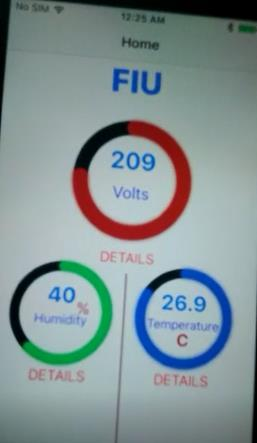 No SIM
12:25 AM
Home
FIU
209
Volts
DETAILS
40
%
Humidity
DETAILS
26.9
Temperature
C
DETAILS